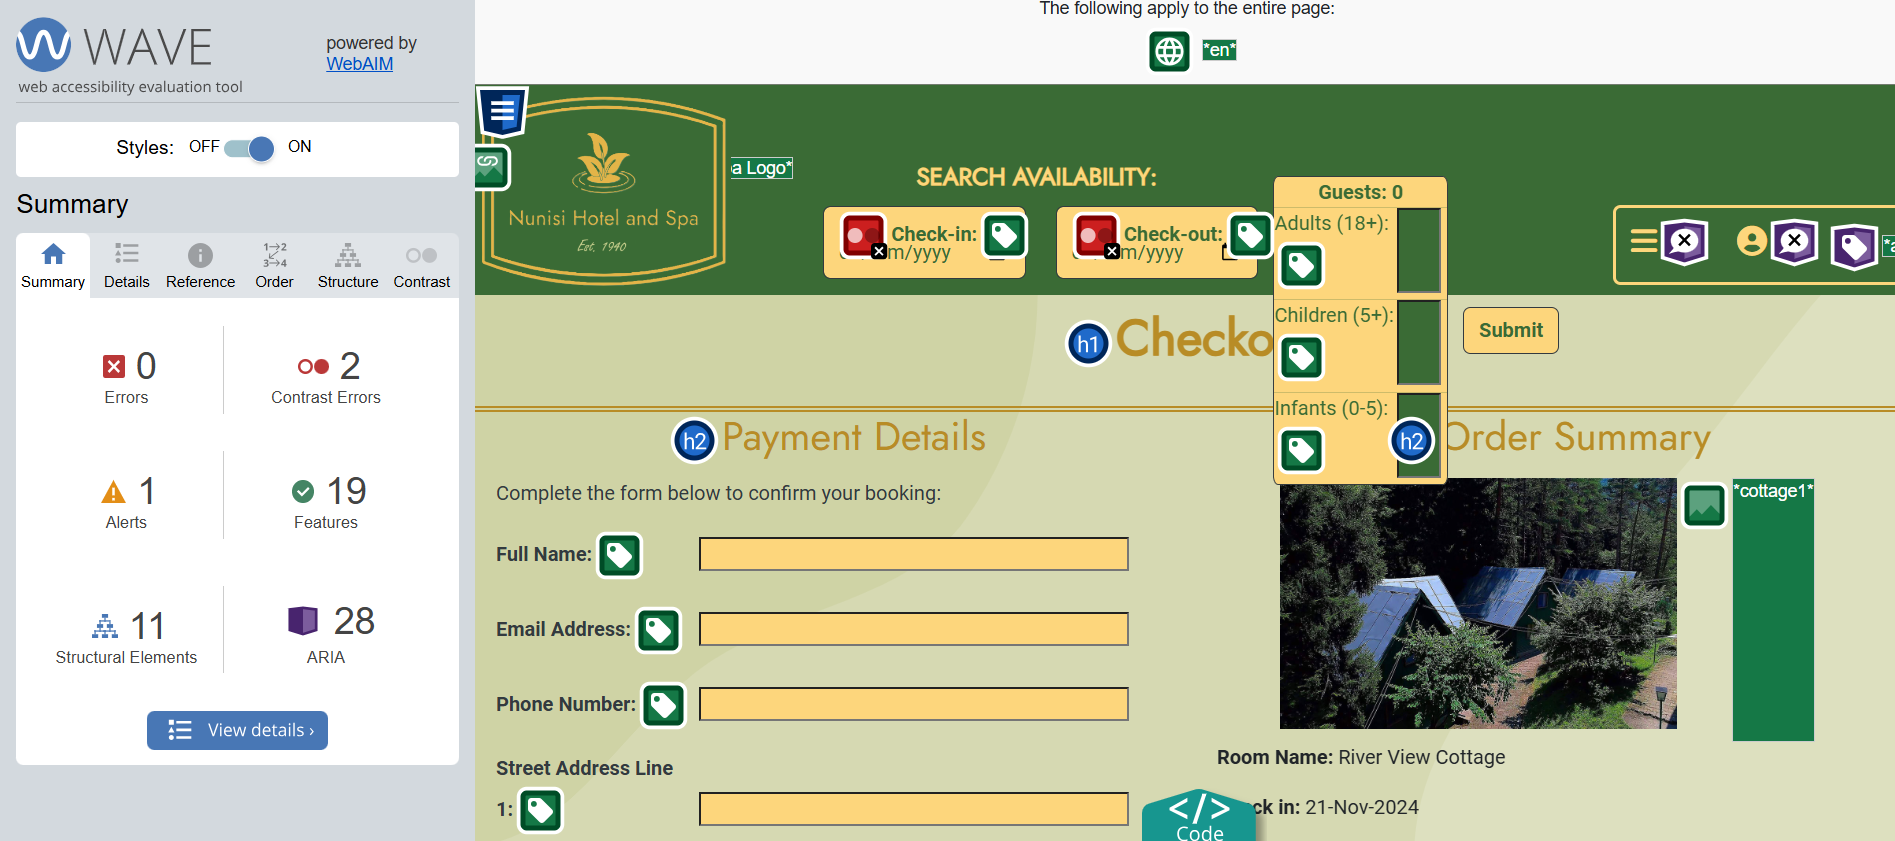 WAVE
web accessibility evaluation tool
powered by
WebAIM
Styles: OFF ON
Summary
Summary Details Reference Order Structure Contrast
0
Errors
2
Contrast Errors
1
Alerts
19
Features
11
Structural Elements
28
ARIA
View details ›
The following apply to the entire page:
*en*
Nunisi Hotel and Spa
Est. 1940
a Logo*
SEARCH AVAILABILITY:
Check-in:
m/yyyy
Check-out:
m/yyyy
Guests: 0
Adults (18+):
Children (5+):
Infants (0-5):
Submit
h1 Checko
h2 Payment Details
Complete the form below to confirm your booking:
Full Name:
Email Address:
Phone Number:
Street Address Line
1:
h2 Order Summary
*cottage1*
Room Name: River View Cottage
ck in: 21-Nov-2024
</> 
Code